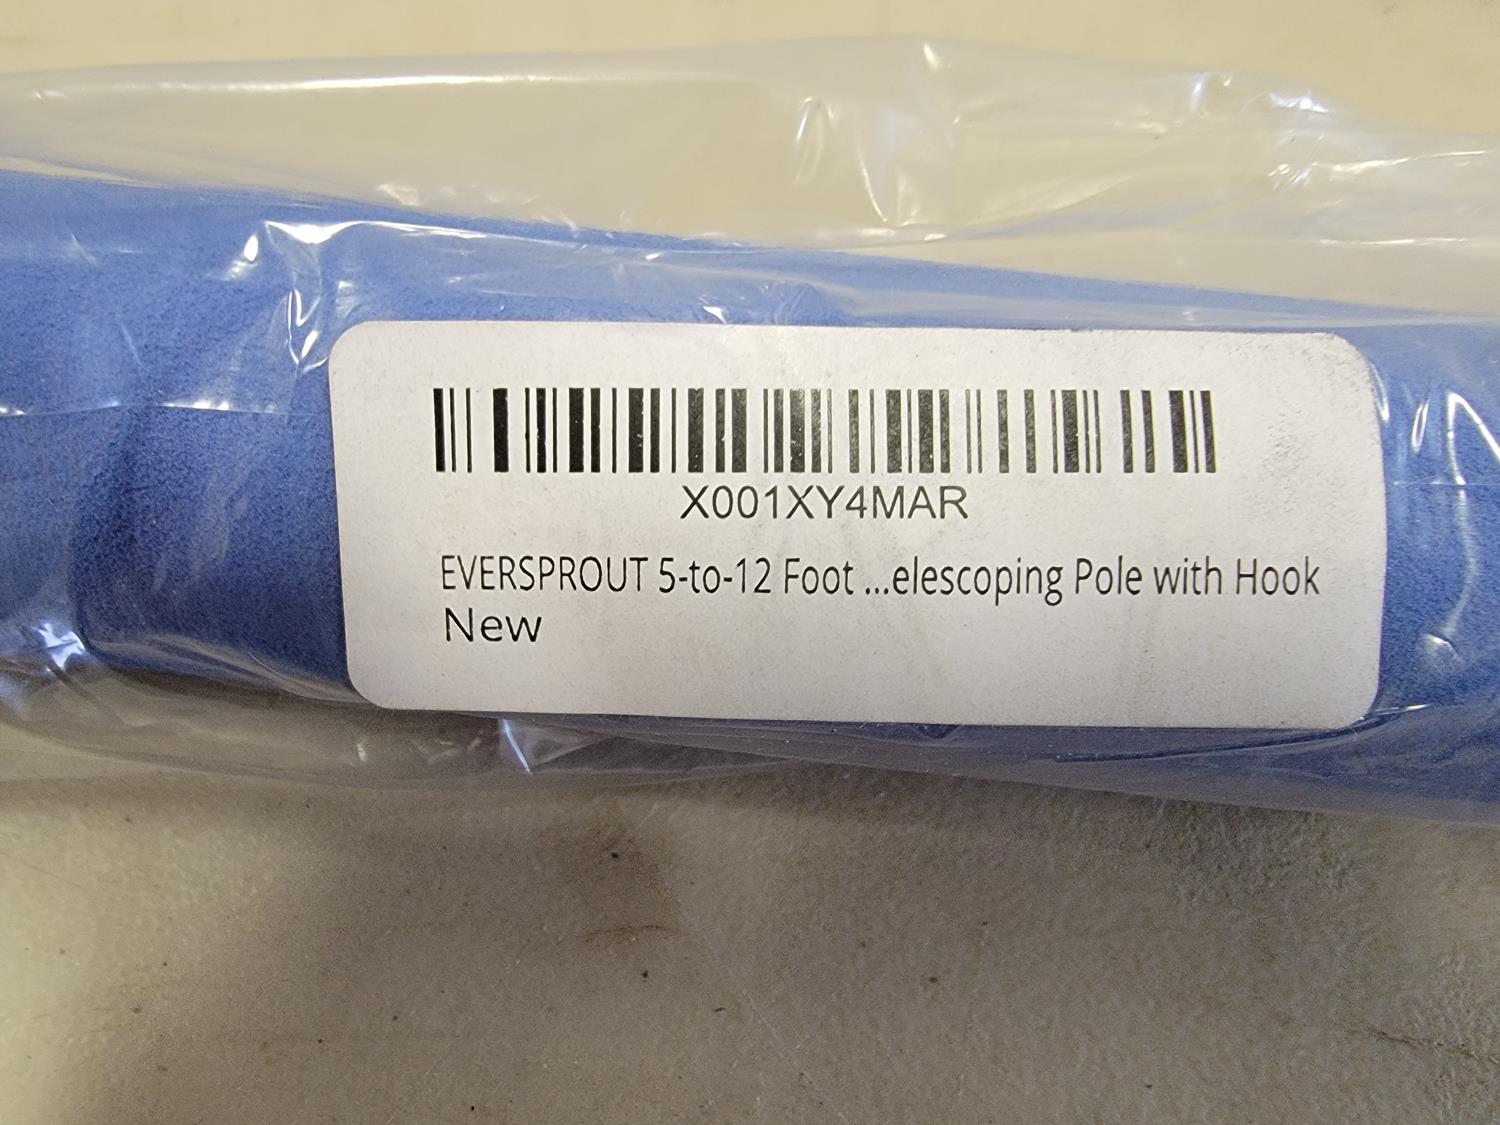 X001XY4MAR
EVERSPROUT 5-to-12 Foot ...elescoping Pole with Hook
New